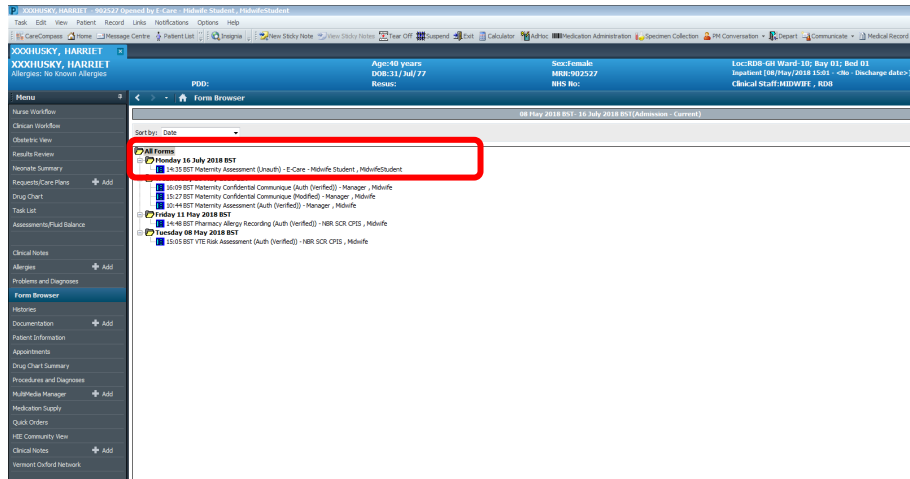 XXXHUSKY, HARRIET - 902527 Opened by E-Care - Midwife Student , MidwifeStudent
Task Edit View Patient Record Links Notifications Options Help
CareCompass Home Message Centre Patient List Insignia New Sticky Note View Sticky Notes Tear Off Suspend Exit Calculator AdHoc Medication Administration Specimen Collection PM Conversation Depart Communicate Medical Record
XXXHUSKY, HARRIET
XXXHUSKY, HARRIET Age:40 years Sex:Female Loc:RD8-GH Ward-10; Bay 01; Bed 01
Allergies: No Known Allergies DOB:31/Jul/77 MRN:902527 Inpatient [08/May/2018 15:01 - <No - Discharge date>
PDD: Resus: NHS No: Clinical Staff:MIDWIFE , RD8
Menu Form Browser
Nurse Workflow
Clinican Workflow
Obstetric View
Results Review
Neonate Summary
Requests/Care Plans Add
Drug Chart
Task List
Assessments/Fluid Balance
Clinical Notes
Allergies Add
Problems and Diagnoses
Form Browser
Histories
Documentation Add
Patient Information
Appointments
Drug Chart Summary
Procedures and Diagnoses
MultiMedia Manager Add
Medication Supply
Quick Orders
HIE Community View
Clinical Notes Add
Vermont Oxford Network
08 May 2018 BST- 16 July 2018 BST(Admission - Current)
Sort by: Date
All Forms
Monday 16 July 2018 BST
14:35 BST Maternity Assessment (Unauth) - E-Care - Midwife Student , MidwifeStudent
16:09 BST Maternity Confidential Communique (Auth (Verified)) - Manager , Midwife
15:27 BST Maternity Confidential Communique (Modified) - Manager , Midwife
10:44 BST Maternity Assessment (Auth (Verified)) - Manager , Midwife
Friday 11 May 2018 BST
14:48 BST Pharmacy Allergy Recording (Auth (Verified)) - NBR SCR CPIS , Midwife
Tuesday 08 May 2018 BST
15:05 BST VTE Risk Assessment (Auth (Verified)) - NBR SCR CPIS , Midwife